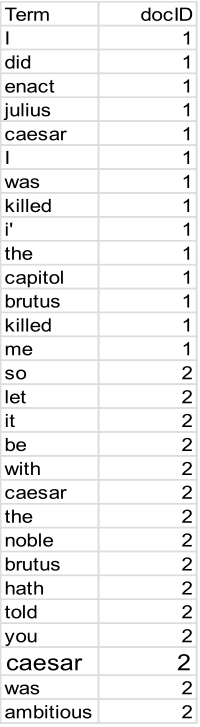 Term docID
I 1
did 1
enact 1
julius 1
caesar 1
I 1
was 1
killed 1
i' 1
the 1
capitol 1
brutus 1
killed 1
me 1
so 2
let 2
it 2
be 2
with 2
caesar 2
the 2
noble 2
brutus 2
hath 2
told 2
you 2
caesar 2
was 2
ambitious 2